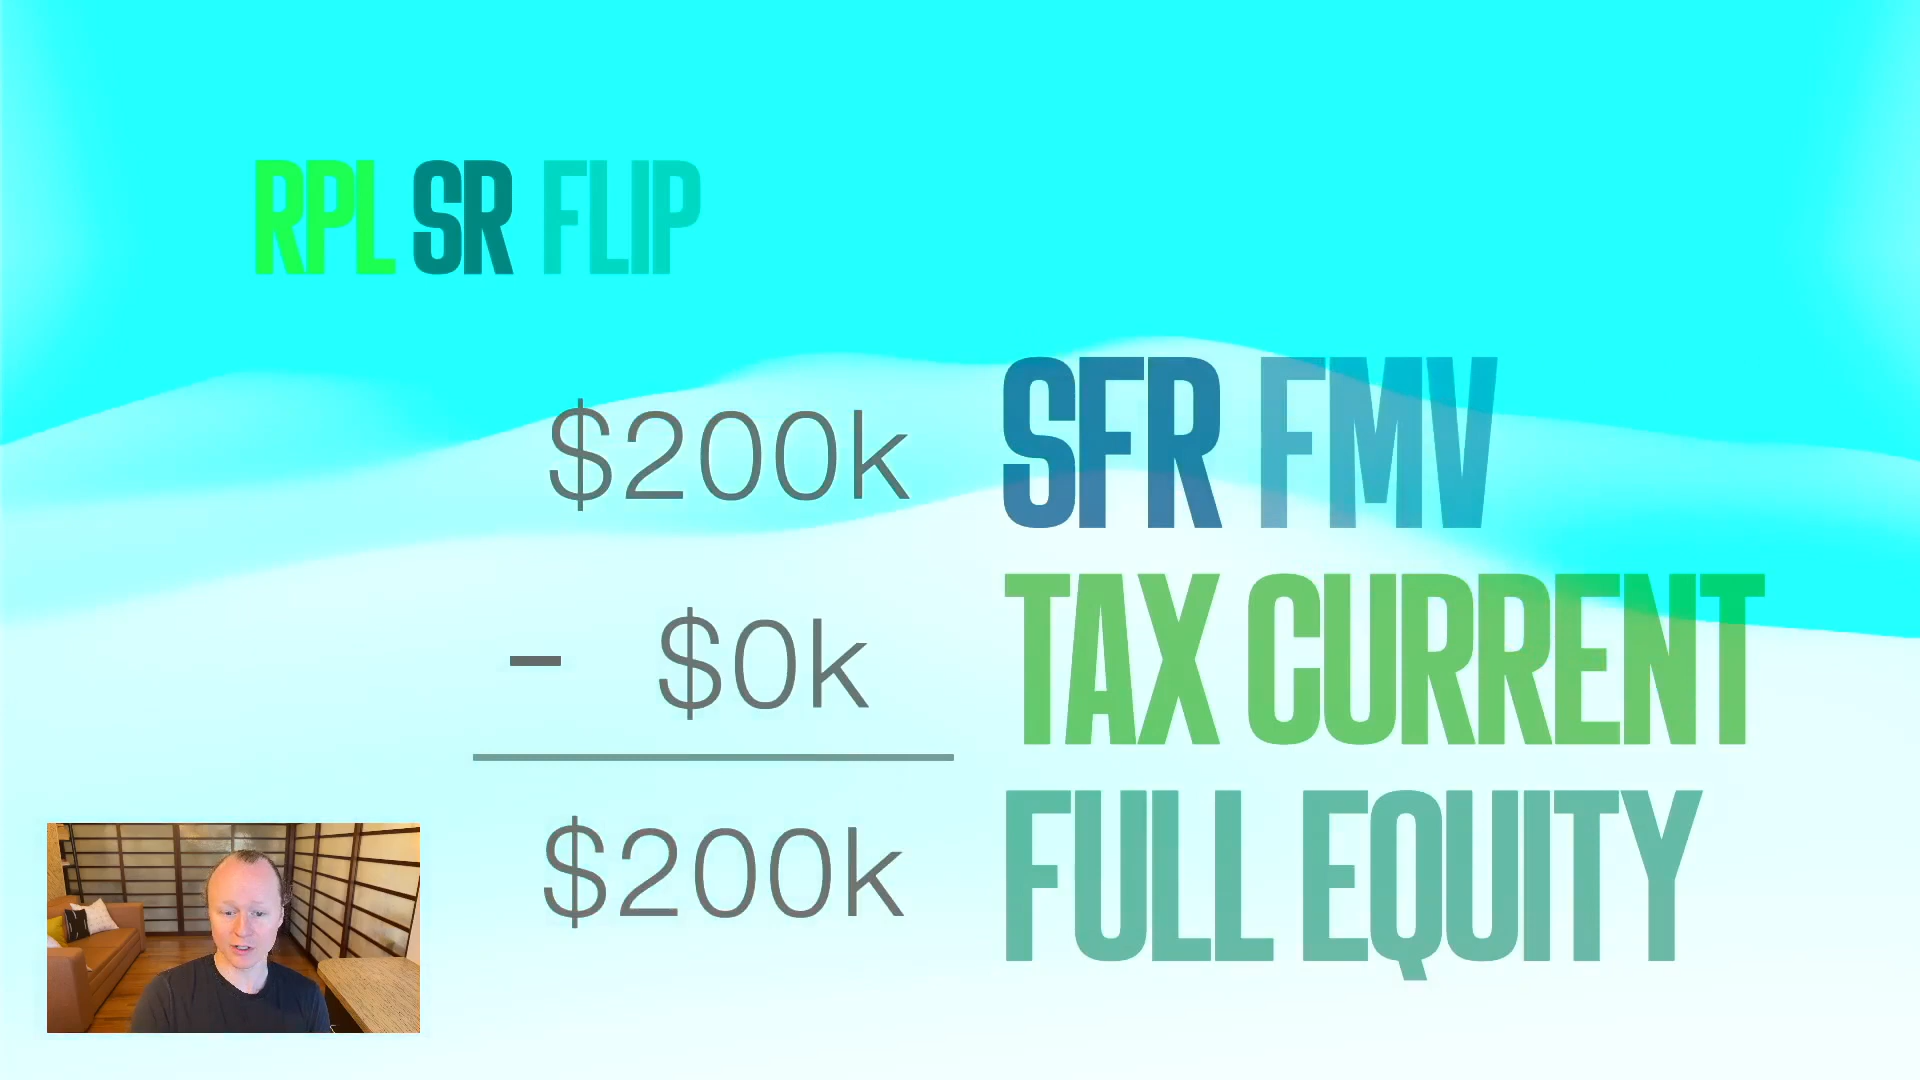 RPL SR FLIP
$200k SFR FMV
- $0k TAX CURRENT
$200k FULL EQUITY